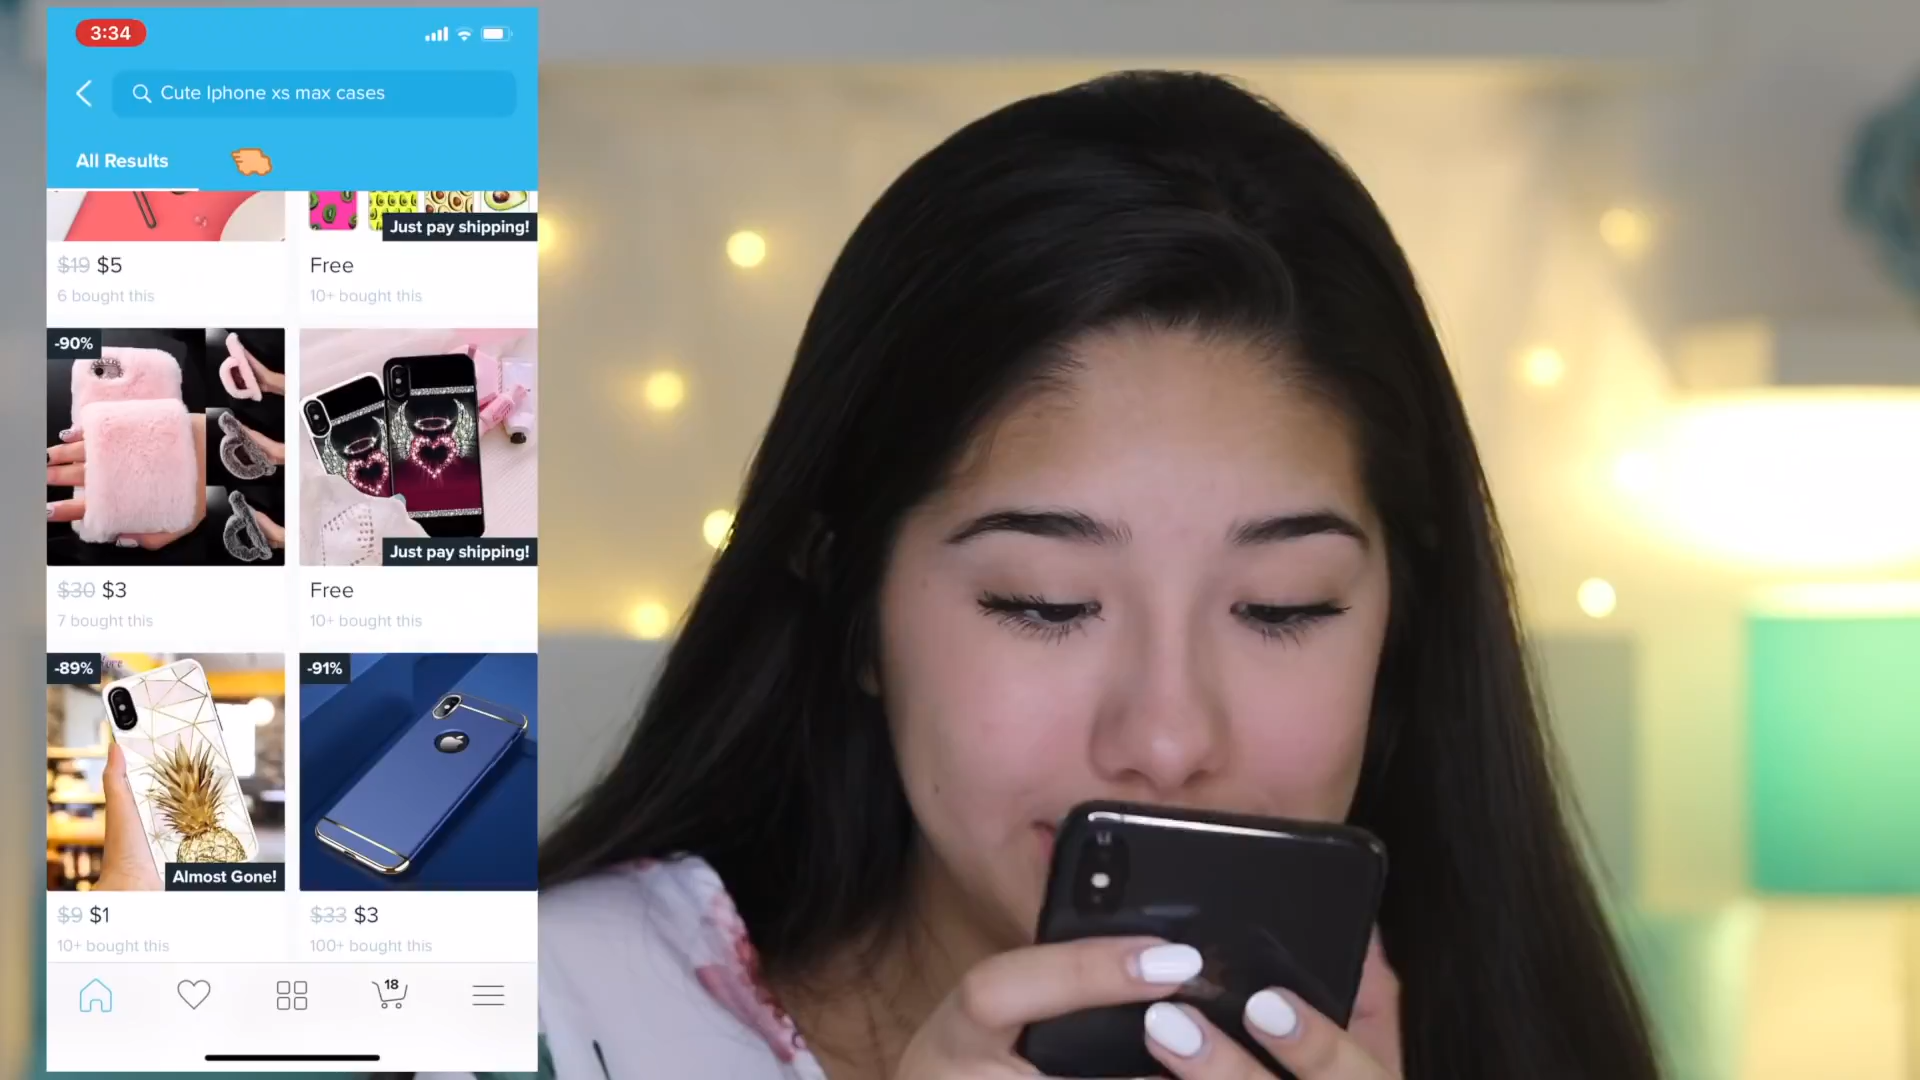 3:34
Cute Iphone xs max cases
All Results
Just pay shipping!
$19 $5
Free
6 bought this
10+ bought this
-90%
Just pay shipping!
$30 $3
Free
7 bought this
10+ bought this
-89%
-91%
Almost Gone!
$9 $1
$33 $3
10+ bought this
100+ bought this
18